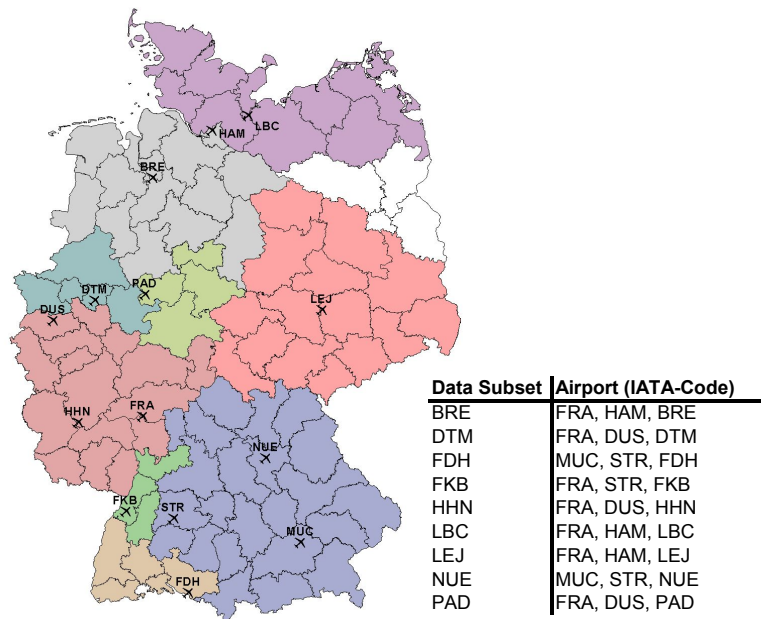 LBC
HAM
BRE
PAD
DTM
LEJ
DUS
FRA
HHN
NUE
FKB
STR
MUC
FDH
Data Subset Airport (IATA-Code)
BRE FRA, HAM, BRE
DTM FRA, DUS, DTM
FDH MUC, STR, FDH
FKB FRA, STR, FKB
HHN FRA, DUS, HHN
LBC FRA, HAM, LBC
LEJ FRA, HAM, LEJ
NUE MUC, STR, NUE
PAD FRA, DUS, PAD